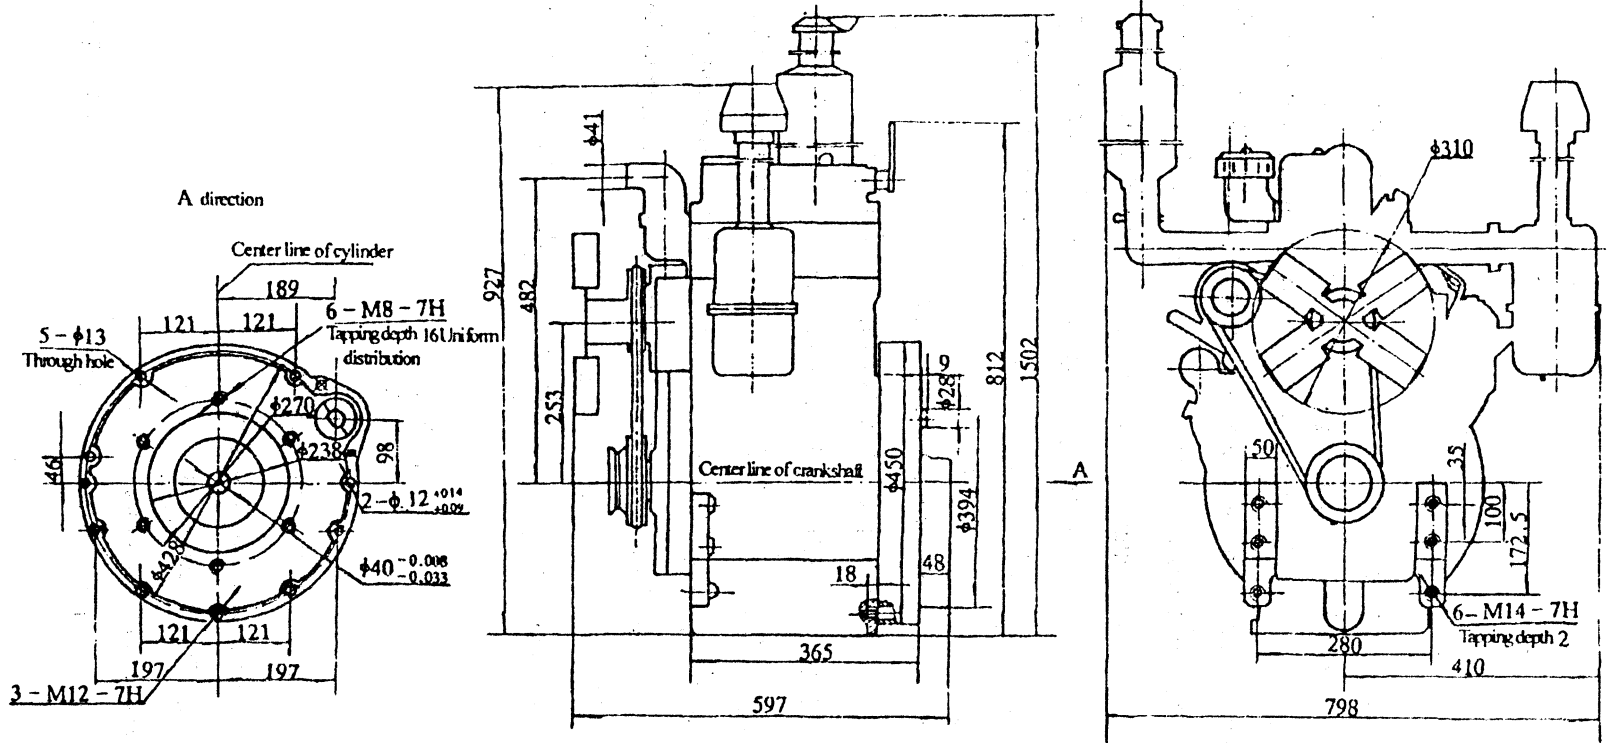 A direction
Center line of cylinder
189
121
121
6-M8-7H
Tapping depth 16 Uniform
distribution
5-ϕ13
Through hole
ϕ270
ϕ238
98
46
2-ϕ.12 +014
+0.09
ϕ428
ϕ40 -0.008
-0.033
121
121
197
197
3-M12-7H
927
482
ϕ41
253
Center line of crankshaft
ϕ450
9
ϕ28
ϕ394
48
18
812
1502
365
597
A
ϕ310
50
35
100
172.5
6-M14-7H
Tapping depth 2
280
410
798